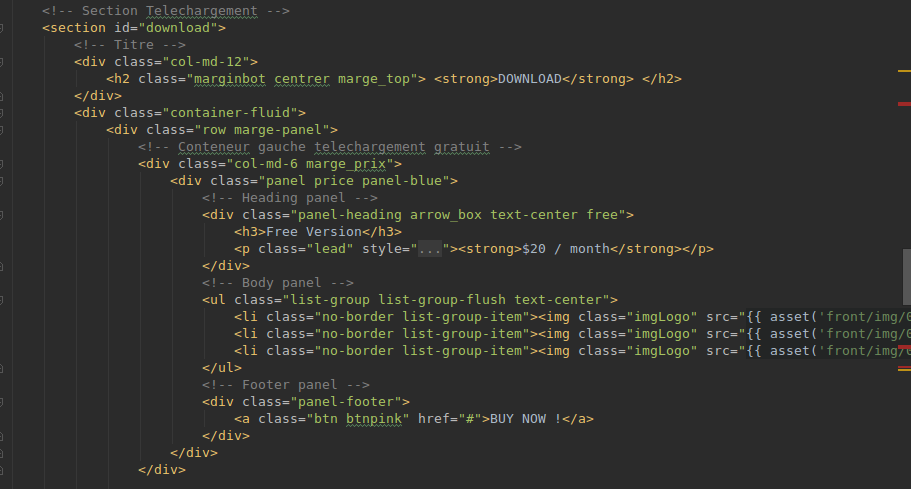 <!-- Section Telechargement -->
<section id="download">
<!-- Titre -->
<div class="col-md-12">
<h2 class="marginbot centrer marge_top"> <strong>DOWNLOAD</strong> </h2>
</div>
<div class="container-fluid">
<div class="row marge-panel">
<!-- Conteneur gauche telechargement gratuit -->
<div class="col-md-6 marge_prix">
<div class="panel price panel-blue">
<!-- Heading panel -->
<div class="panel-heading arrow_box text-center free">
<h3>Free Version</h3>
<p class="lead" style="..."><strong>$20 / month</strong></p>
</div>
<!-- Body panel -->
<ul class="list-group list-group-flush text-center">
<li class="no-border list-group-item"><img class="imgLogo" src="{{ asset('front/img/
<li class="no-border list-group-item"><img class="imgLogo" src="{{ asset('front/img/
<li class="no-border list-group-item"><img class="imgLogo" src="{{ asset('front/img/
</ul>
<!-- Footer panel -->
<div class="panel-footer">
<a class="btn btnpink" href="#">BUY NOW !</a>
</div>
</div>
</div>